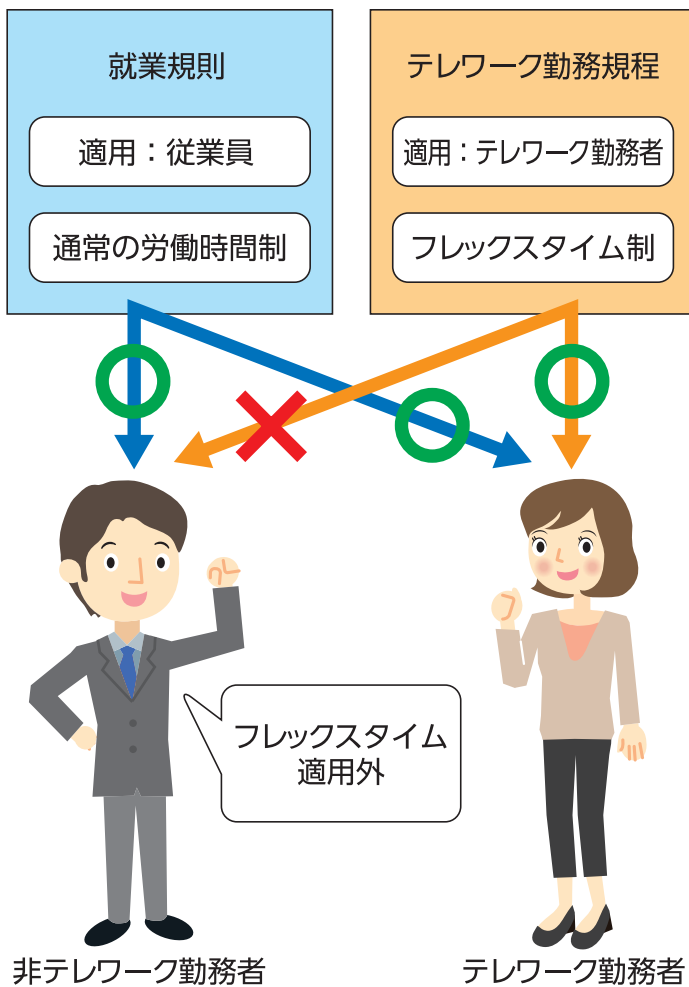 就業規則
適用：従業員
通常の労働時間制
テレワーク勤務規程
適用：テレワーク勤務者
フレックスタイム制
フレックスタイム
適用外
非テレワーク勤務者
テレワーク勤務者